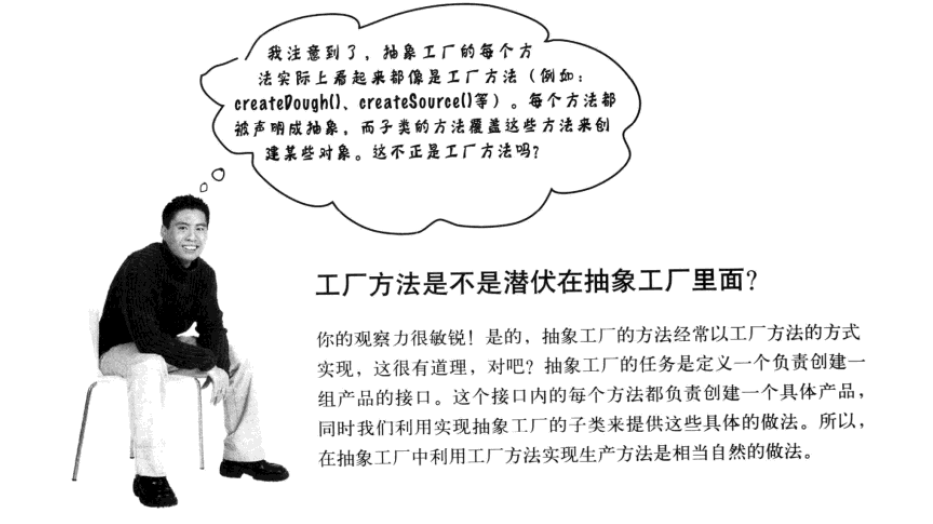 我注意到了，抽象工厂的每个方
法实际上看起来都像是工厂方法（例如：
createDough()、createSource()等）。每个方法都
被声明成抽象，而子类的方法覆盖这些方法来创
建某些对象。这不正是工厂方法吗？
工厂方法是不是潜伏在抽象工厂里面？
你的观察力很敏锐！是的，抽象工厂的方法经常以工厂方法的方式
实现，这很有道理，对吧？抽象工厂的任务是定义一个负责创建一
组产品的接口。这个接口内的每个方法都负责创建一个具体产品，
同时我们利用实现抽象工厂的子类来提供这些具体的做法。所以，
在抽象工厂中利用工厂方法实现生产方法是相当自然的做法。